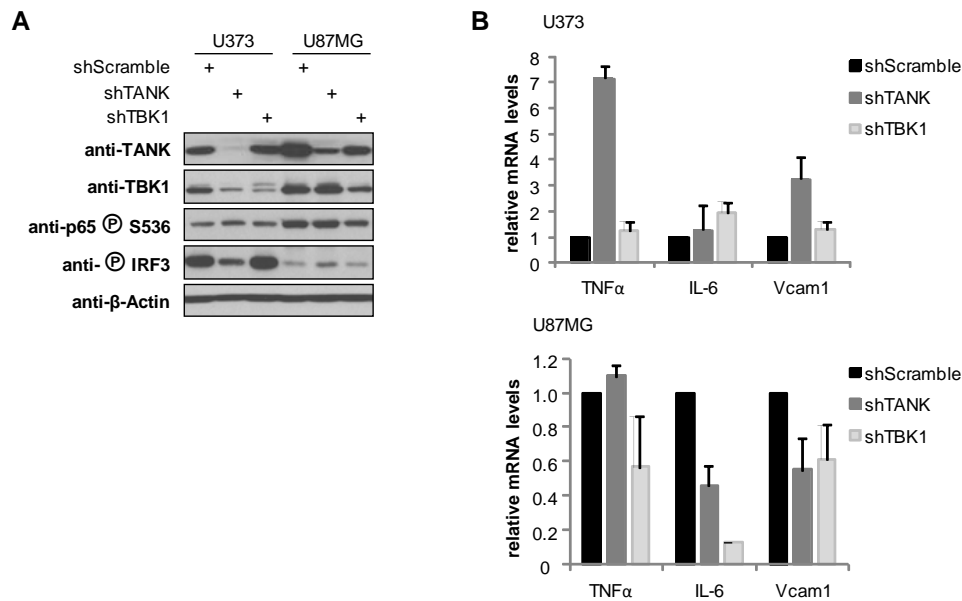 A
U373 U87MG
shScramble + +
shTANK + +
shTBK1 + +
anti-TANK
anti-TBK1
anti-p65 Ⓟ S536
anti- Ⓟ IRF3
anti-β-Actin
B
U373
relative mRNA levels
8
7
6
5
4
3
2
1
0
TNFα IL-6 Vcam1
shScramble
shTANK
shTBK1
U87MG
relative mRNA levels
1.2
1.0
0.8
0.6
0.4
0.2
0
TNFα IL-6 Vcam1
shScramble
shTANK
shTBK1